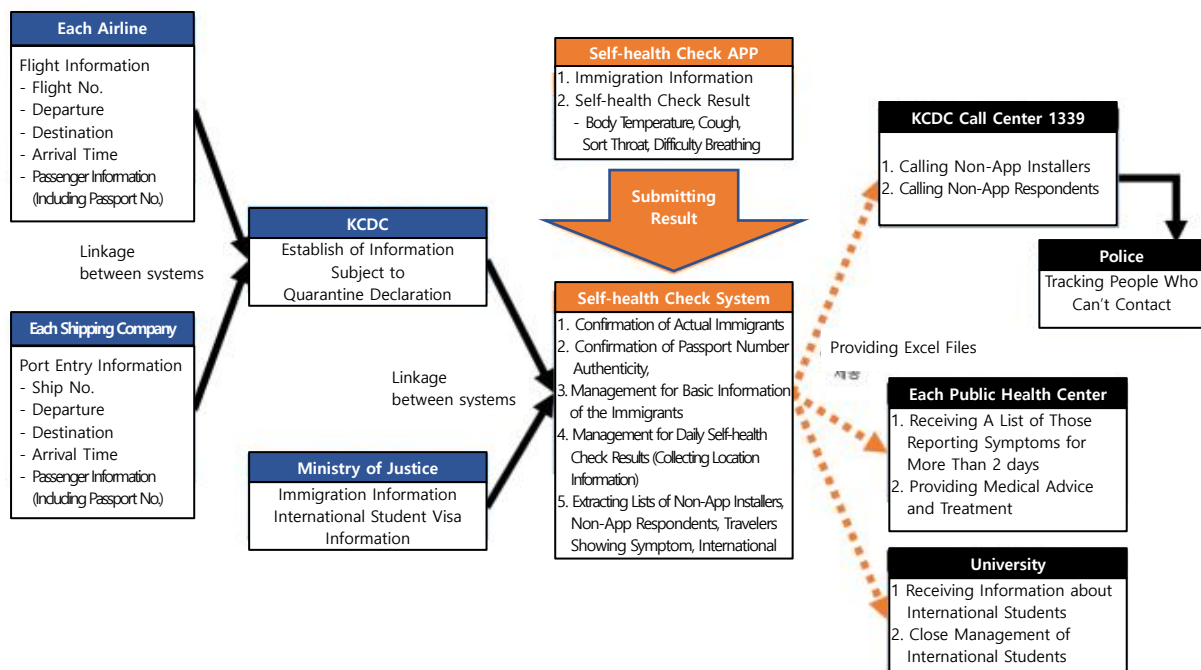 Each Airline
Flight Information
- Flight No.
- Departure
- Destination
- Arrival Time
- Passenger Information
(Including Passport No.)
Linkage
between systems
Each Shipping Company
Port Entry Information
- Ship No.
- Departure
- Destination
- Arrival Time
- Passenger Information
(Including Passport No.)
KCDC
Establish of Information
Subject to
Quarantine Declaration
Linkage
between systems
Ministry of Justice
Immigration Information
International Student Visa
Information
Self-health Check APP
1. Immigration Information
2. Self-health Check Result
- Body Temperature, Cough,
Sort Throat, Difficulty Breathing
Submitting
Result
Self-health Check System
1. Confirmation of Actual Immigrants
2. Confirmation of Passport Number
Authenticity,
3. Management for Basic Information
of the Immigrants
4. Management for Daily Self-health
Check Results (Collecting Location
Information)
5. Extracting Lists of Non-App Installers,
Non-App Respondents, Travelers
Showing Symptom, International
KCDC Call Center 1339
1. Calling Non-App Installers
2. Calling Non-App Respondents
Police
Tracking People Who
Can't Contact
Providing Excel Files
Each Public Health Center
1. Receiving A List of Those
Reporting Symptoms for
More Than 2 days
2. Providing Medical Advice
and Treatment
University
1 Receiving Information about
International Students
2. Close Management of
International Students